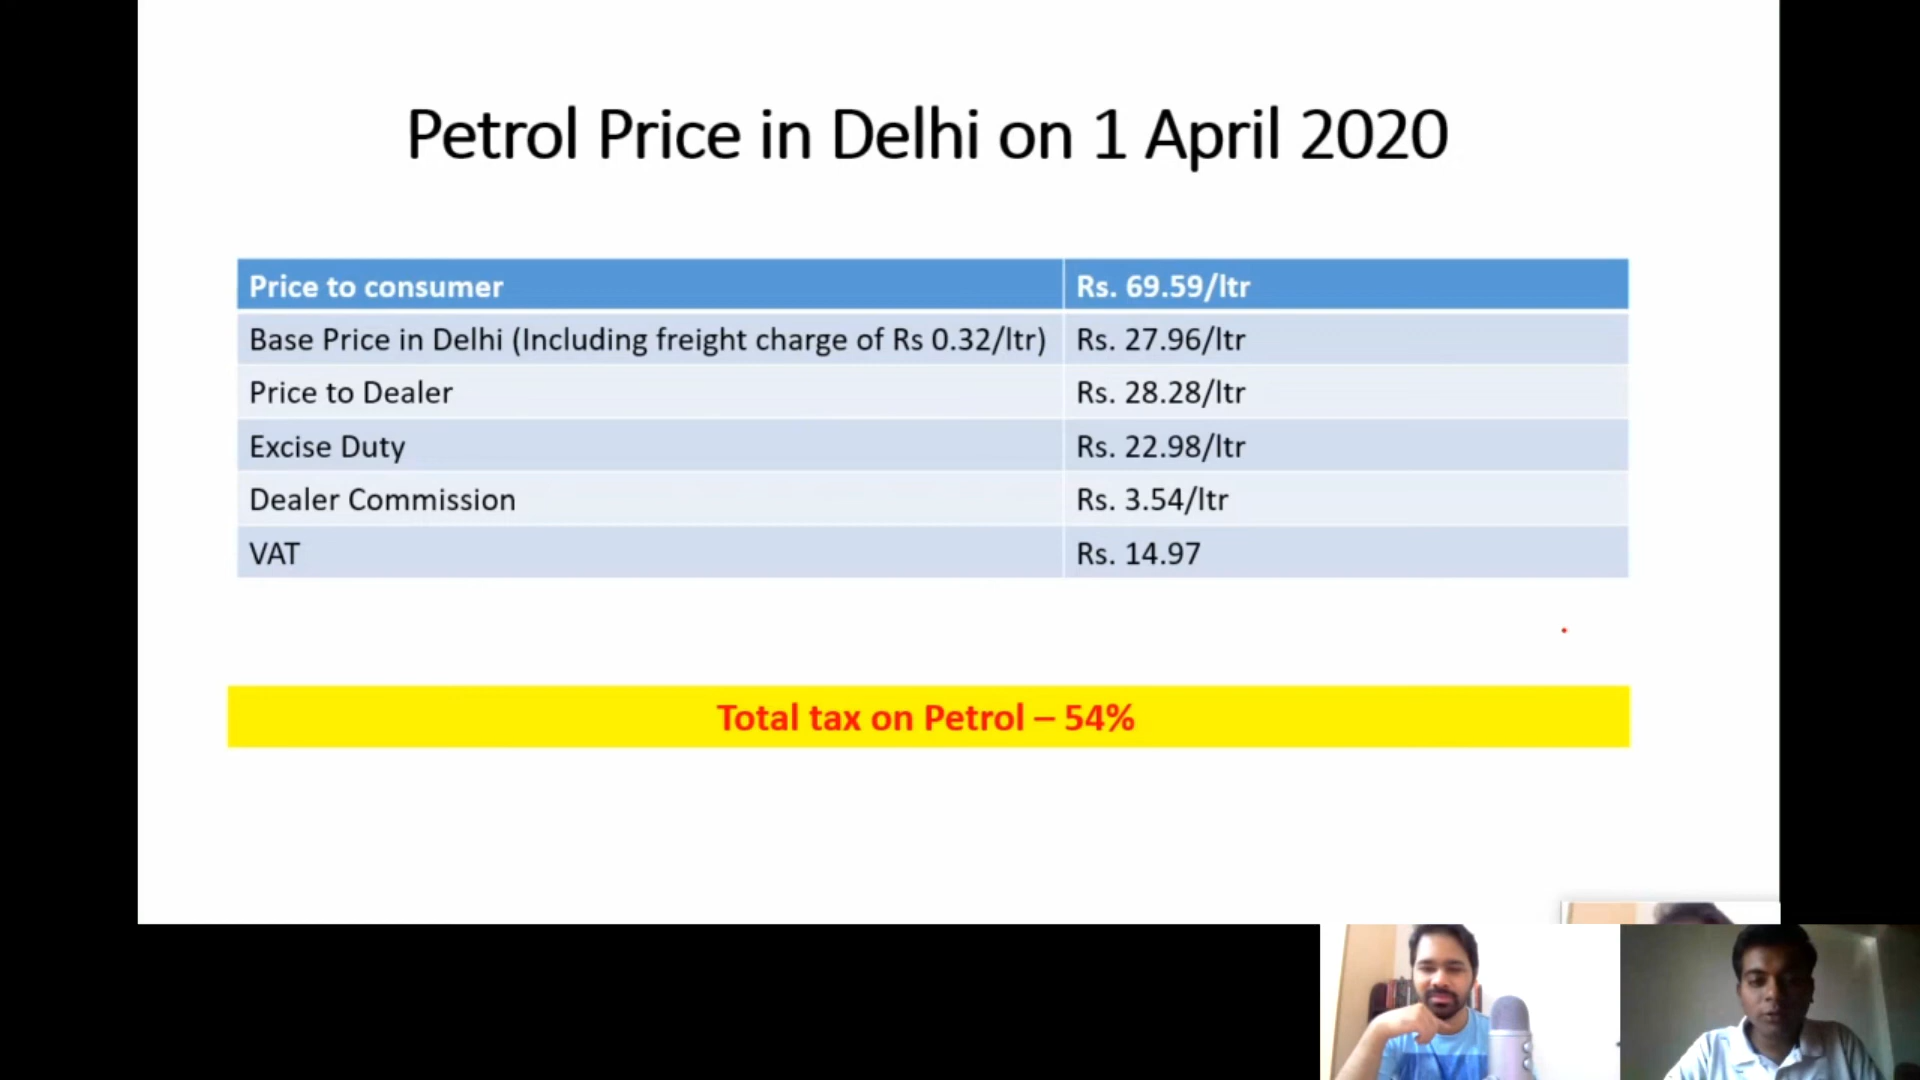 Petrol Price in Delhi on 1 April 2020
Price to consumer Rs. 69.59/ltr
Base Price in Delhi (Including freight charge of Rs 0.32/ltr) Rs. 27.96/ltr
Price to Dealer Rs. 28.28/ltr
Excise Duty Rs. 22.98/ltr
Dealer Commission Rs. 3.54/ltr
VAT Rs. 14.97
Total tax on Petrol – 54%